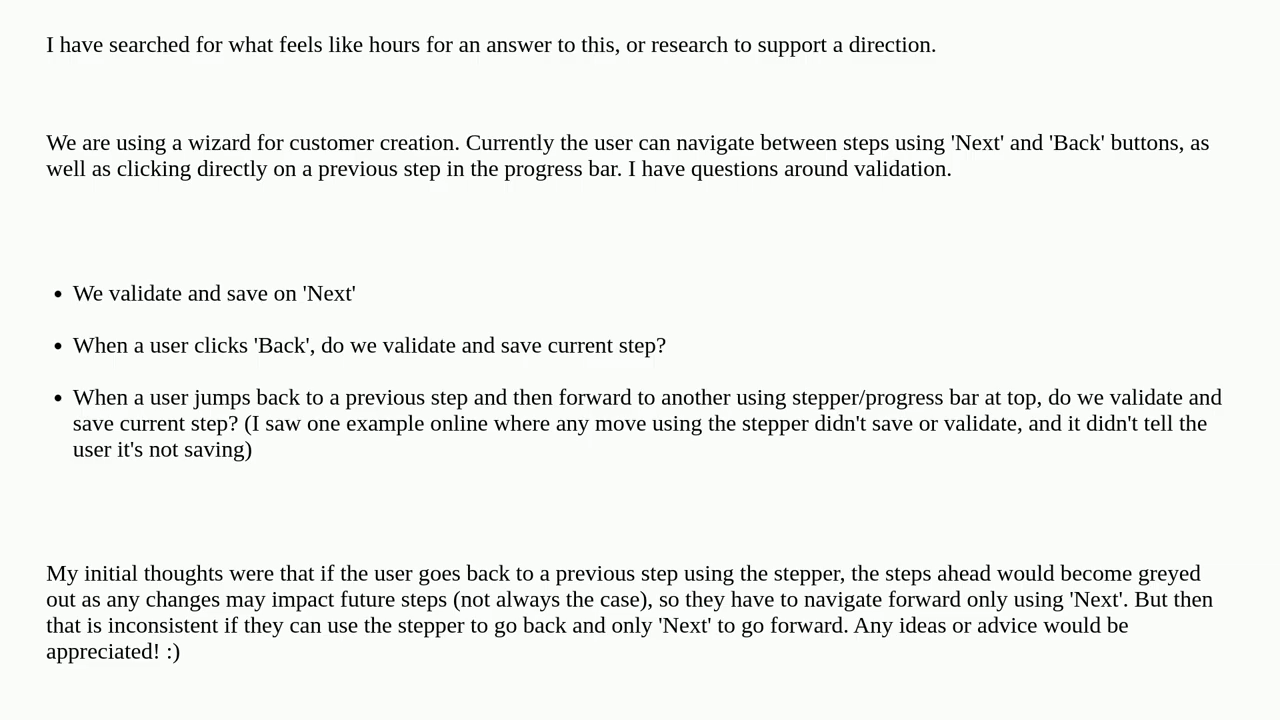 I have searched for what feels like hours for an answer to this, or research to support a direction.
We are using a wizard for customer creation. Currently the user can navigate between steps using 'Next' and 'Back' buttons, as
well as clicking directly on a previous step in the progress bar. I have questions around validation.
• We validate and save on 'Next'
• When a user clicks 'Back', do we validate and save current step?
• When a user jumps back to a previous step and then forward to another using stepper/progress bar at top, do we validate and
save current step? (I saw one example online where any move using the stepper didn't save or validate, and it didn't tell the
user it's not saving)
My initial thoughts were that if the user goes back to a previous step using the stepper, the steps ahead would become greyed
out as any changes may impact future steps (not always the case), so they have to navigate forward only using 'Next'. But then
that is inconsistent if they can use the stepper to go back and only 'Next' to go forward. Any ideas or advice would be
appreciated! :)